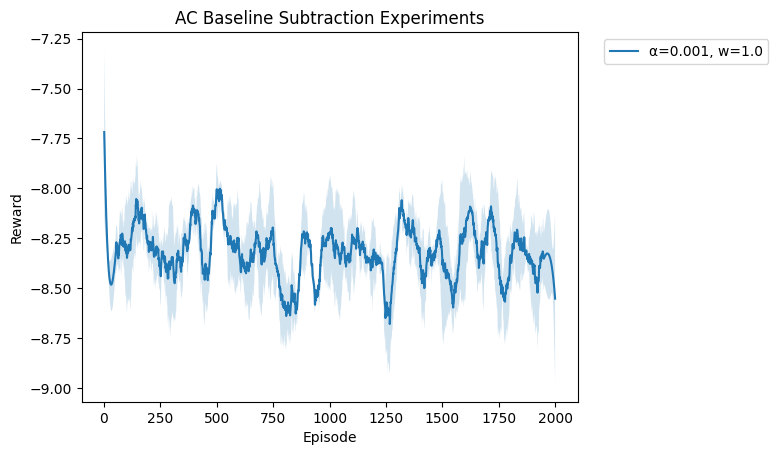 AC Baseline Subtraction Experiments
α=0.001, w=1.0
Reward
−7.25
−7.50
−7.75
−8.00
−8.25
−8.50
−8.75
−9.00
0 250 500 750 1000 1250 1500 1750 2000
Episode